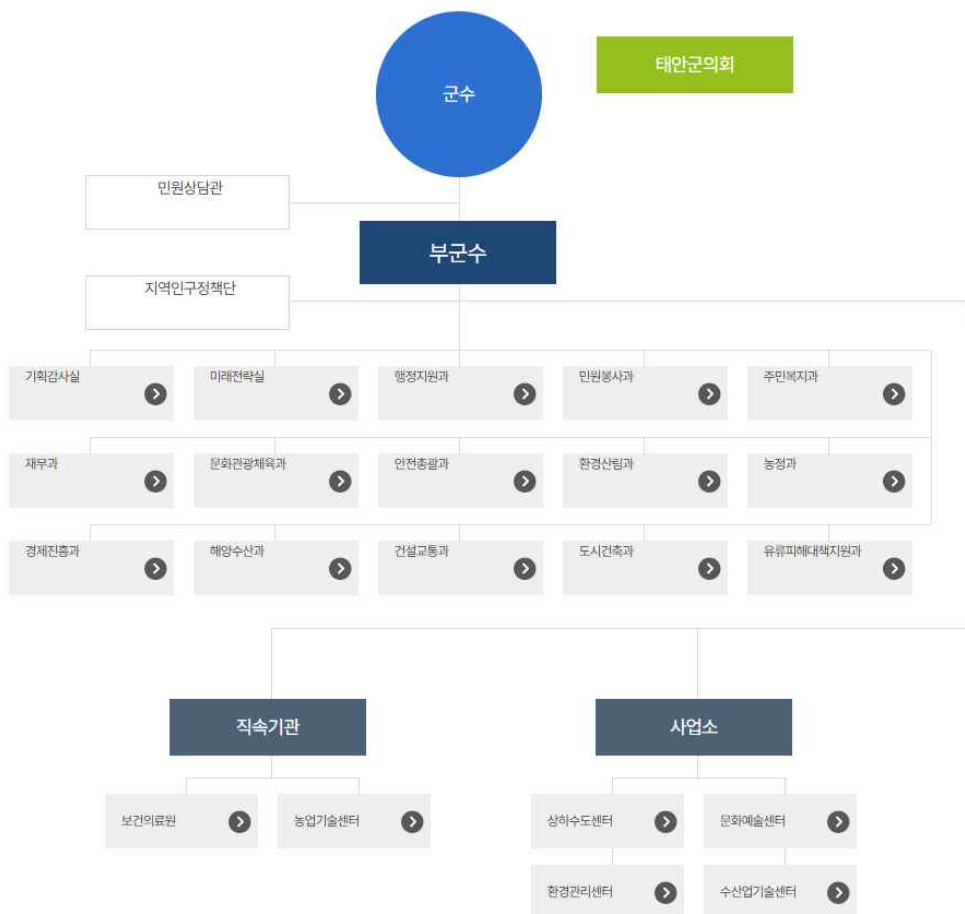 군수
태안군의회
민원상담관
부군수
지역인구정책단
기획감사실
미래전략실
행정지원과
민원봉사과
주민복지과
재무과
문화관광체육과
안전총괄과
환경산림과
농정과
경제진흥과
해양수산과
건설교통과
도시건축과
유류피해대책지원과
직속기관
사업소
보건의료원
농업기술센터
상하수도센터
문화예술센터
환경관리센터
수산업기술센터